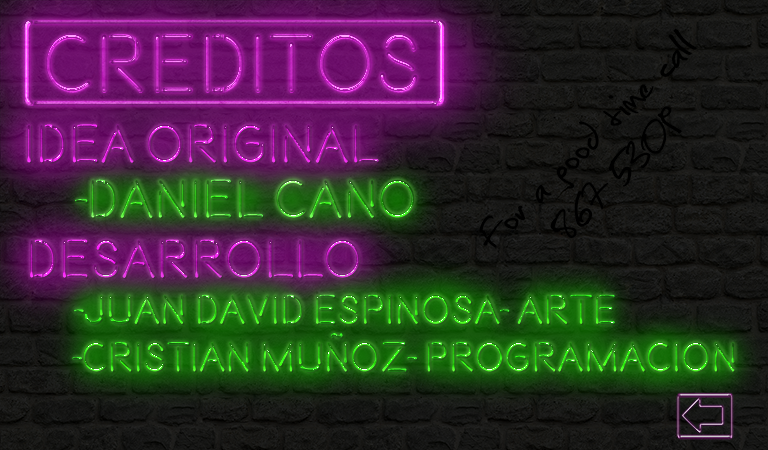 CREDITOS
IDEA ORIGINAL
-DANIEL CANO
DESARROLLO
-JUAN DAVID ESPINOSA- ARTE
-CRISTIAN MUÑOZ- PROGRAMACION
For a good time call
867 5309